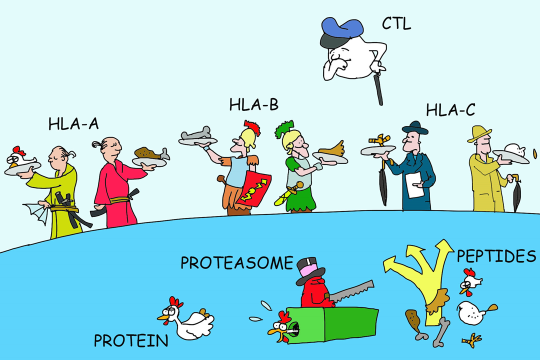 CTL
HLA-A
HLA-B
HLA-C
PROTEASOME
PEPTIDES
PROTEIN